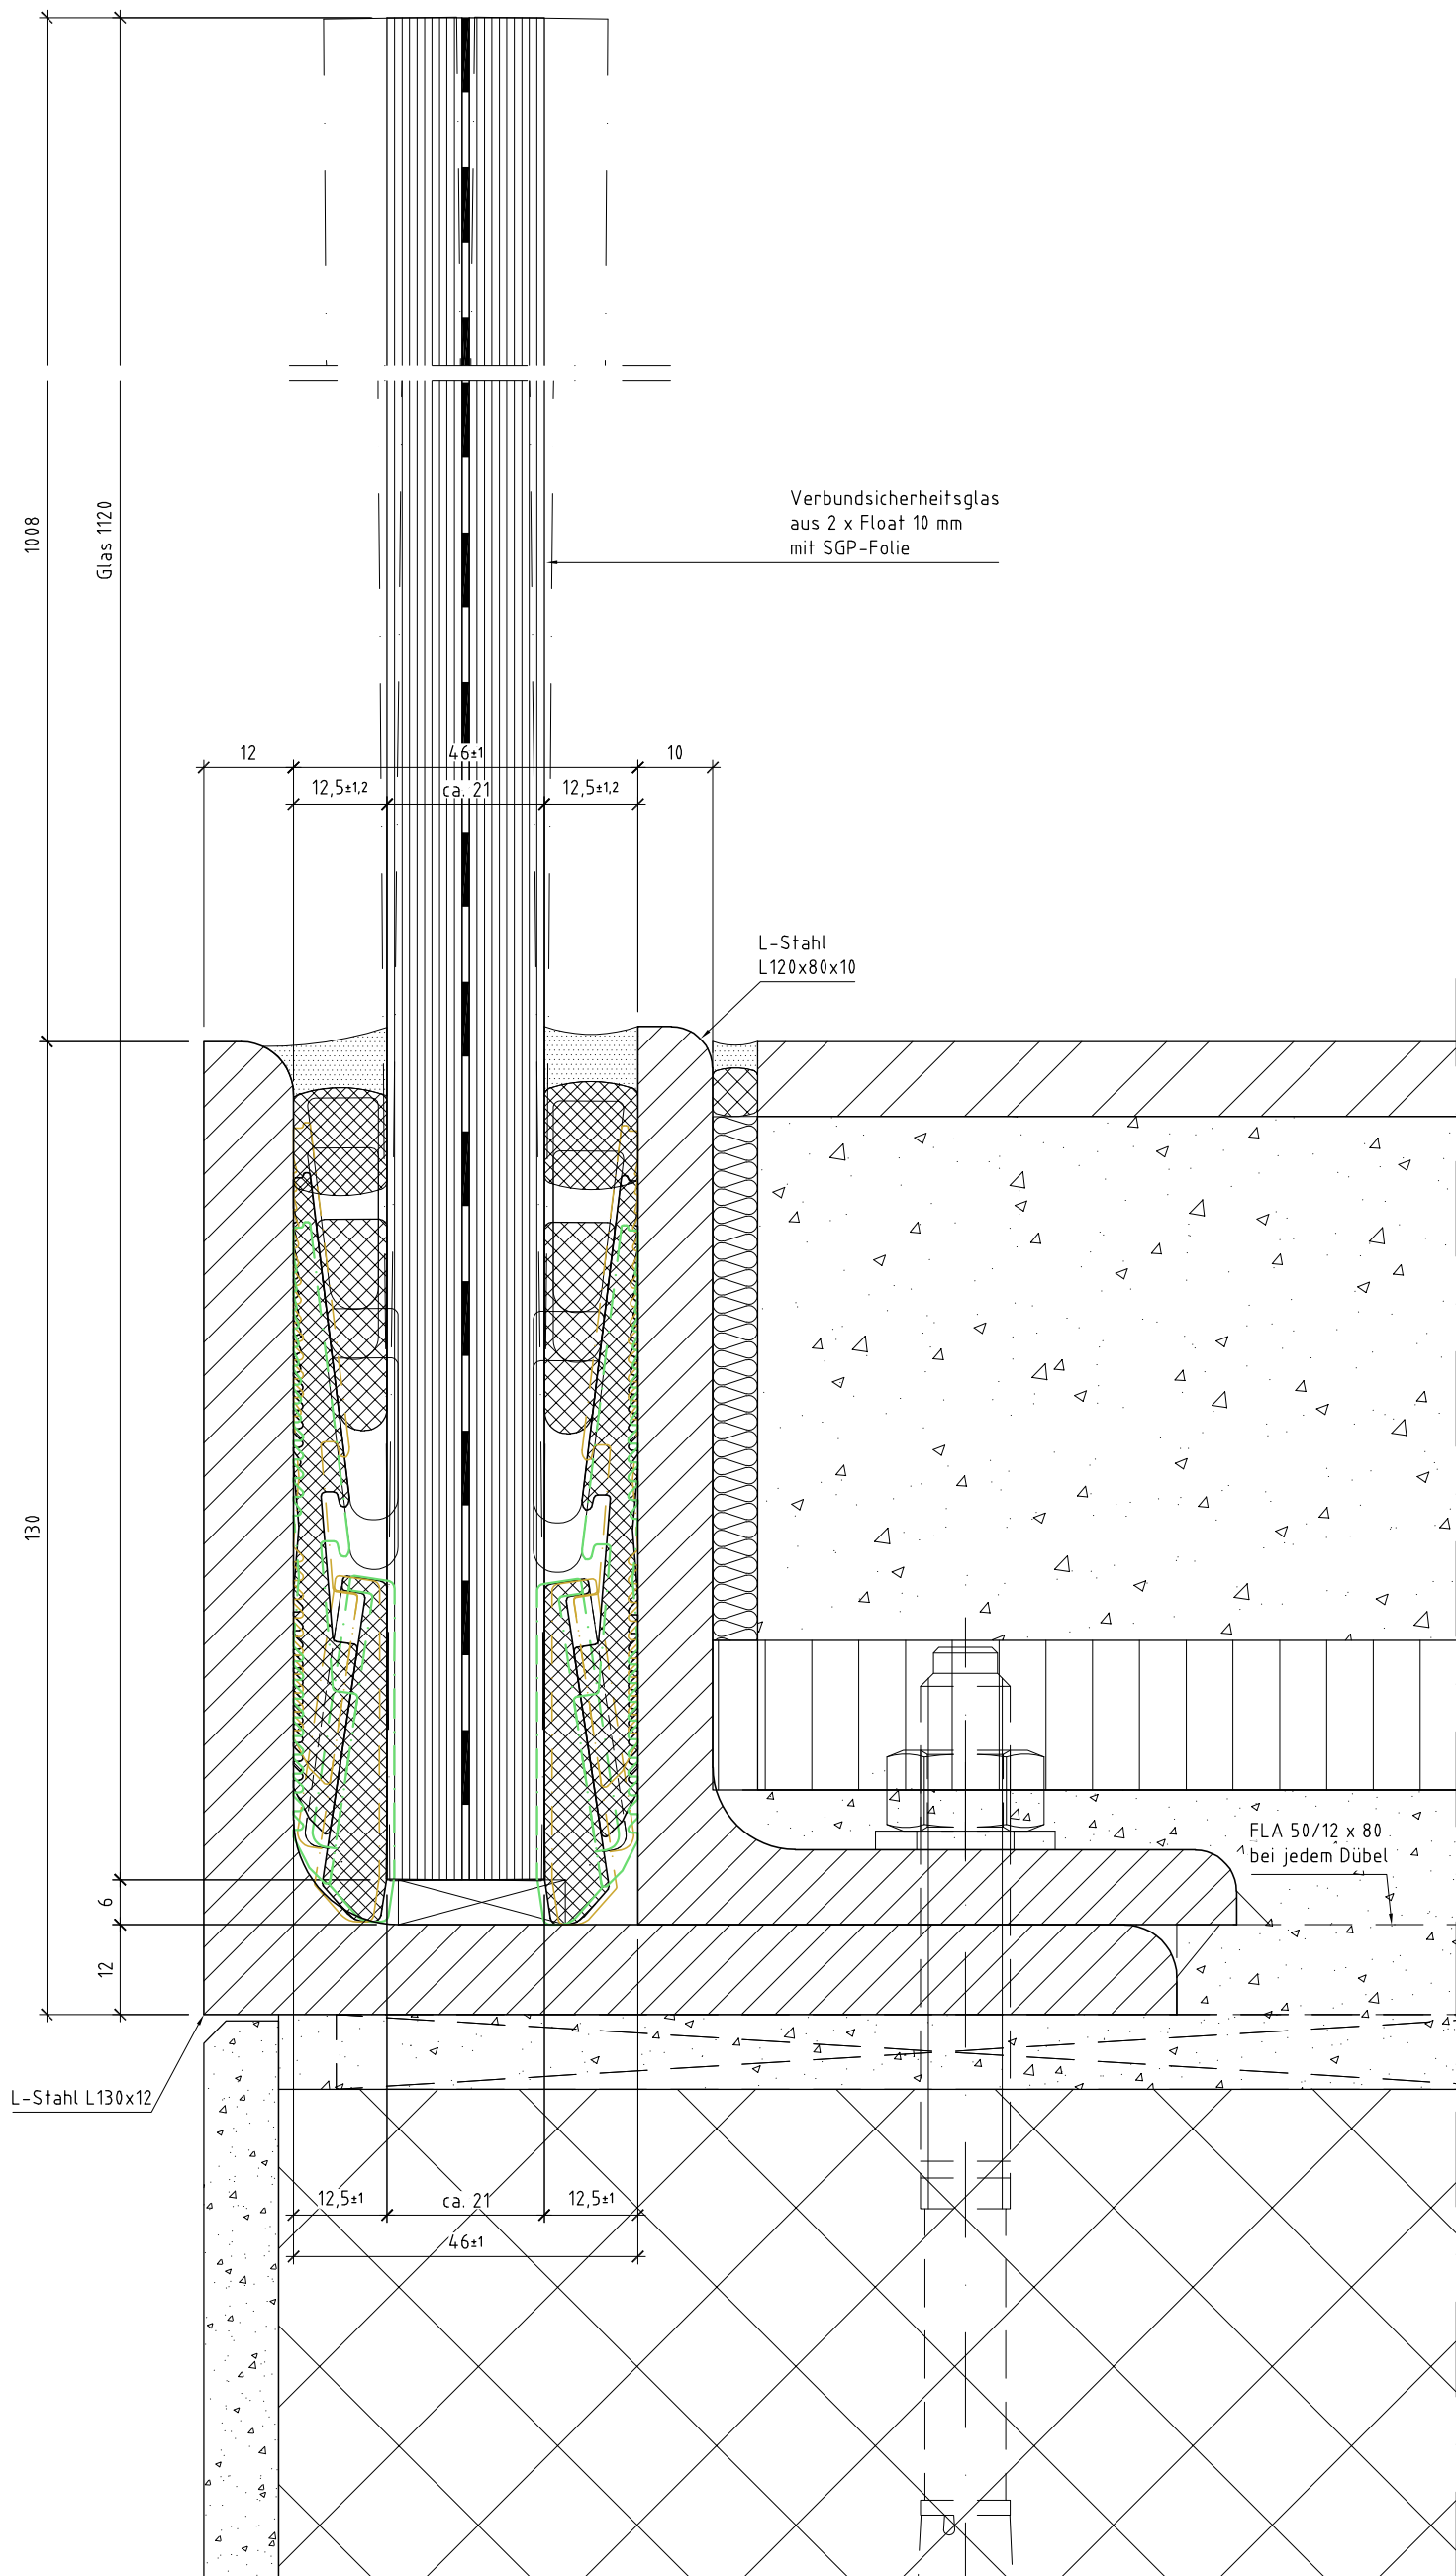 1008
Glas 1120
Verbundsicherheitsglas
aus 2 x Float 10 mm
mit SGP-Folie
12
46±1
10
12,5±1,2
ca. 21
12,5±1,2
L-Stahl
L120x80x10
130
FLA 50/12 x 80
bei jedem Dübel
6
12
L-Stahl L130x12
12,5±1
ca. 21
12,5±1
46±1